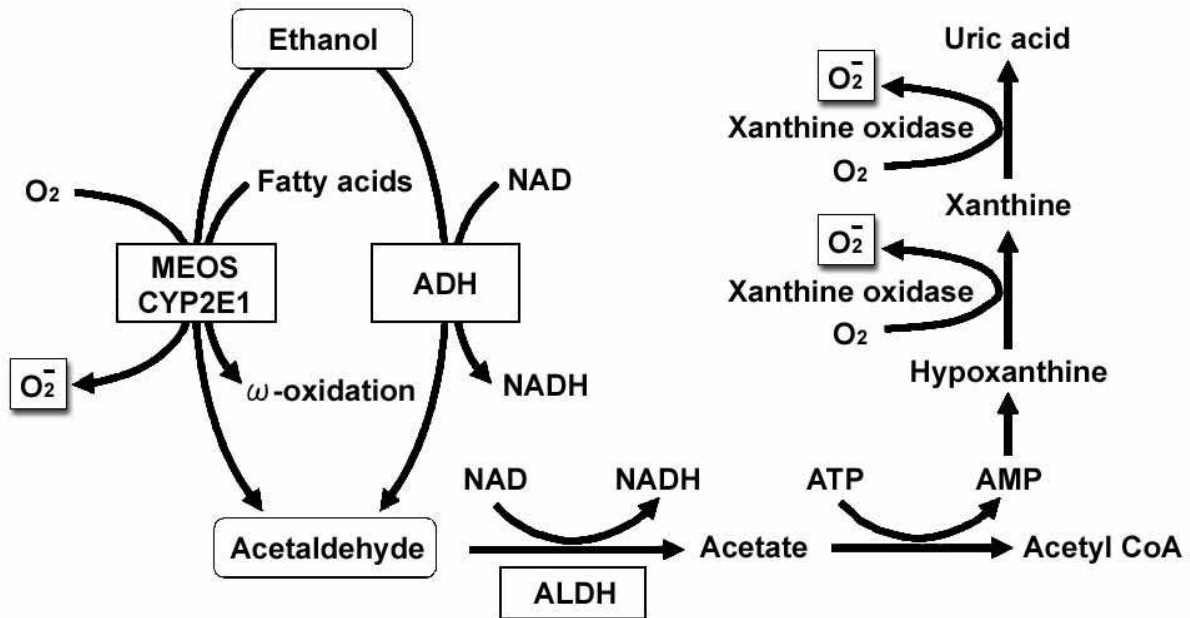 Ethanol
O₂
Fatty acids
NAD
MEOS
CYP2E1
ADH
O₂⁻
ω-oxidation
NADH
Acetaldehyde
NAD
NADH
ALDH
Acetate
ATP
AMP
Acetyl CoA
Hypoxanthine
O₂⁻
Xanthine oxidase
O₂
Xanthine
O₂⁻
Xanthine oxidase
O₂
Uric acid